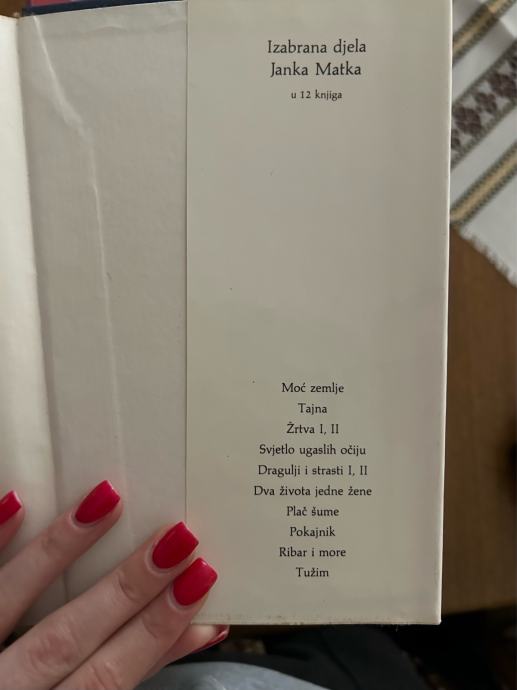 Izabrana djela
Janka Matka
u 12 knjiga
Moć zemlje
Tajna
Žrtva I, II
Svjetlo ugaslih očiju
Dragulji i strasti I, II
Dva života jedne žene
Plač šume
Pokajnik
Ribar i more
Tužim